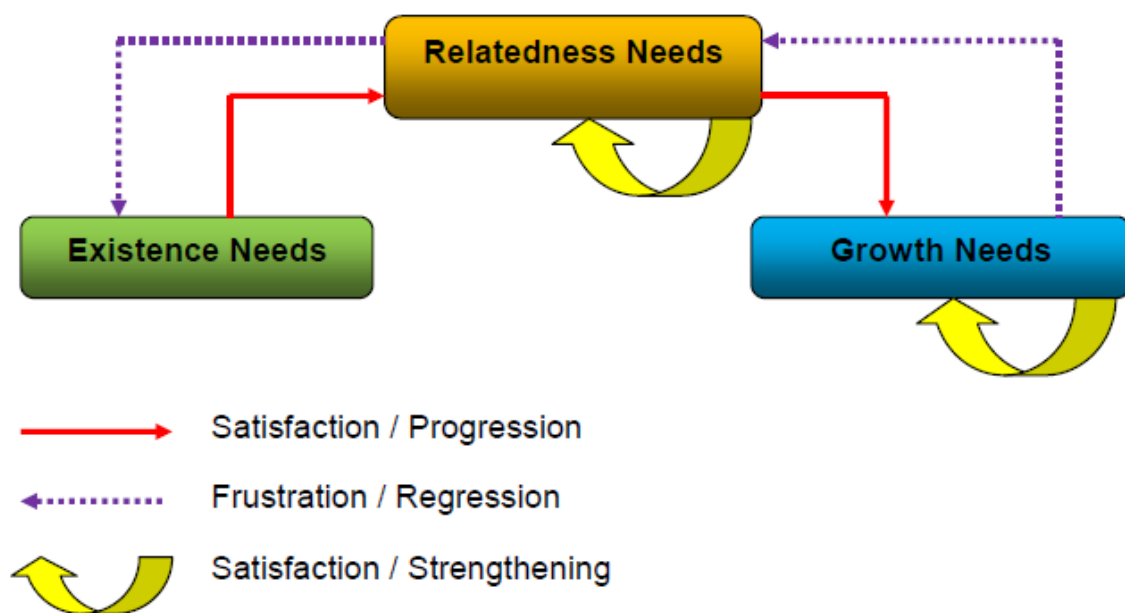 Relatedness Needs
Existence Needs
Growth Needs
Satisfaction / Progression
Frustration / Regression
Satisfaction / Strengthening